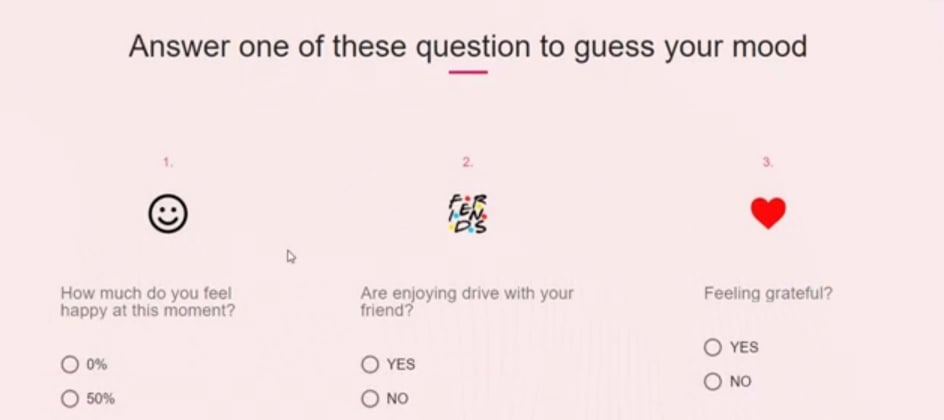 Answer one of these question to guess your mood
1.
2.
3.
FRIENDS
How much do you feel
happy at this moment?
0%
50%
Are enjoying drive with your
friend?
YES
NO
Feeling grateful?
YES
NO